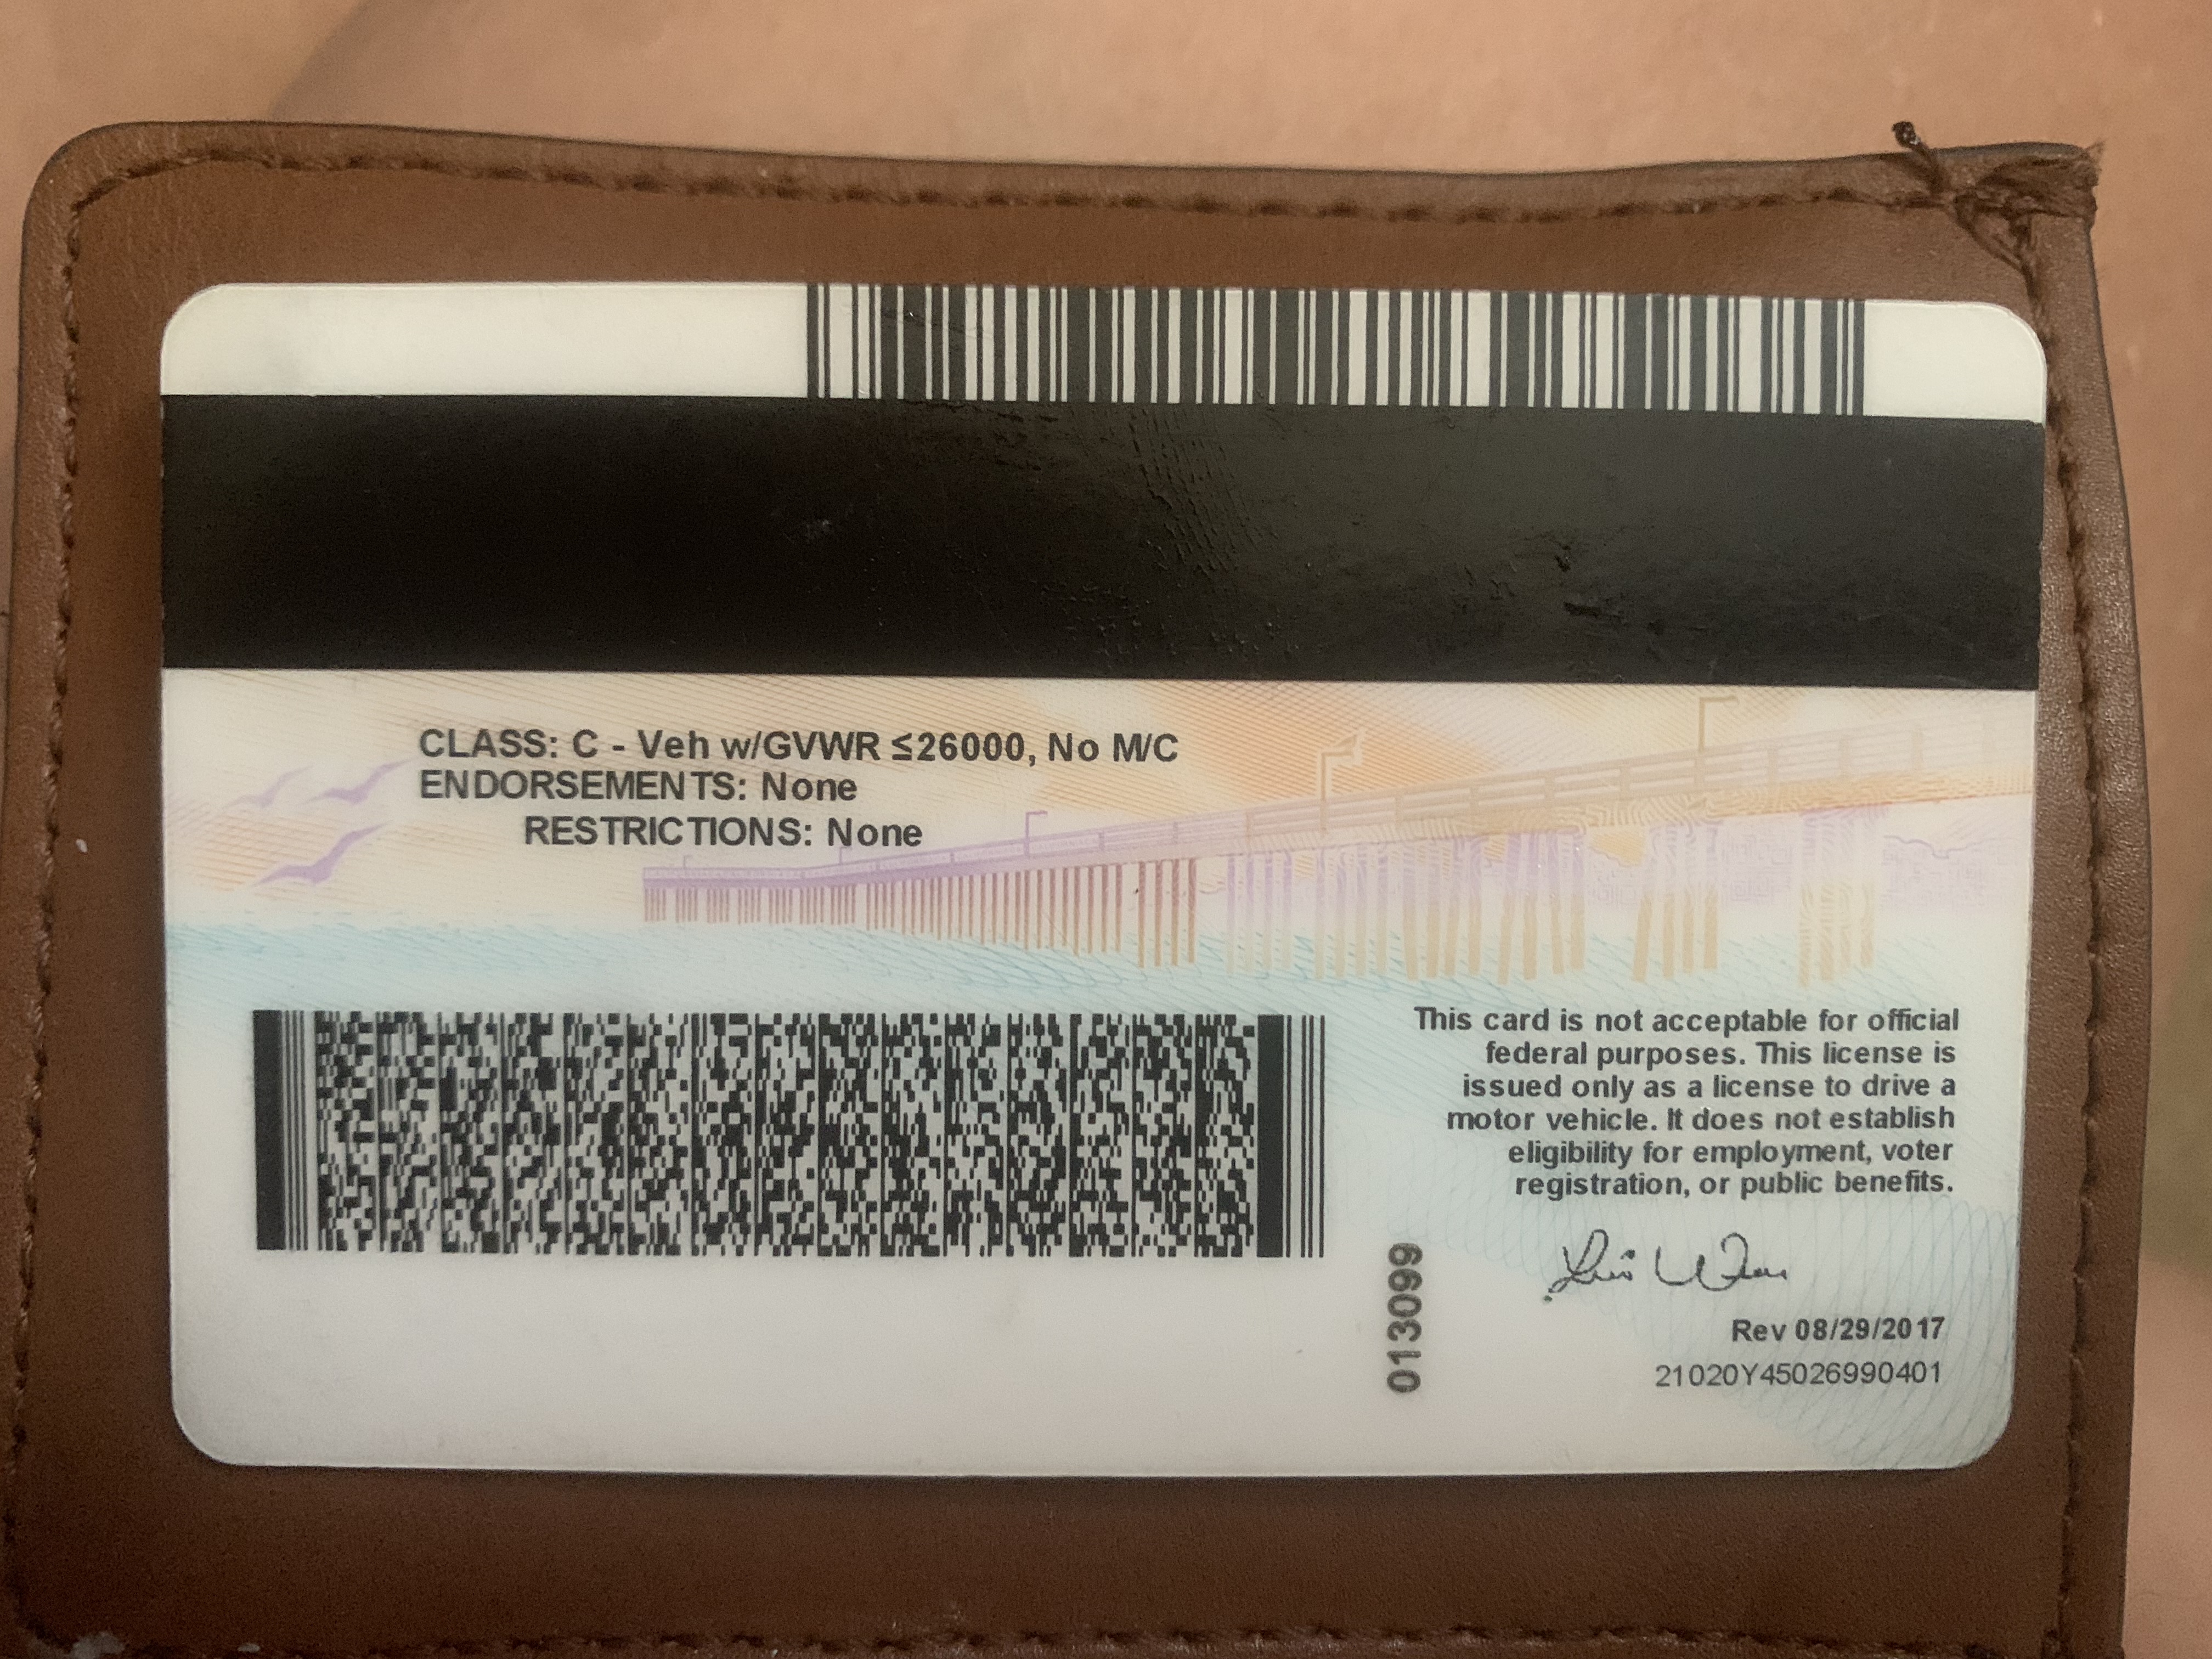 CLASS: C - Veh w/GVWR ≤26000, No M/C
ENDORSEMENTS: None
RESTRICTIONS: None
This card is not acceptable for official
federal purposes. This license is
issued only as a license to drive a
motor vehicle. It does not establish
eligibility for employment, voter
registration, or public benefits.
013099
Rev 08/29/2017
21020Y45026990401